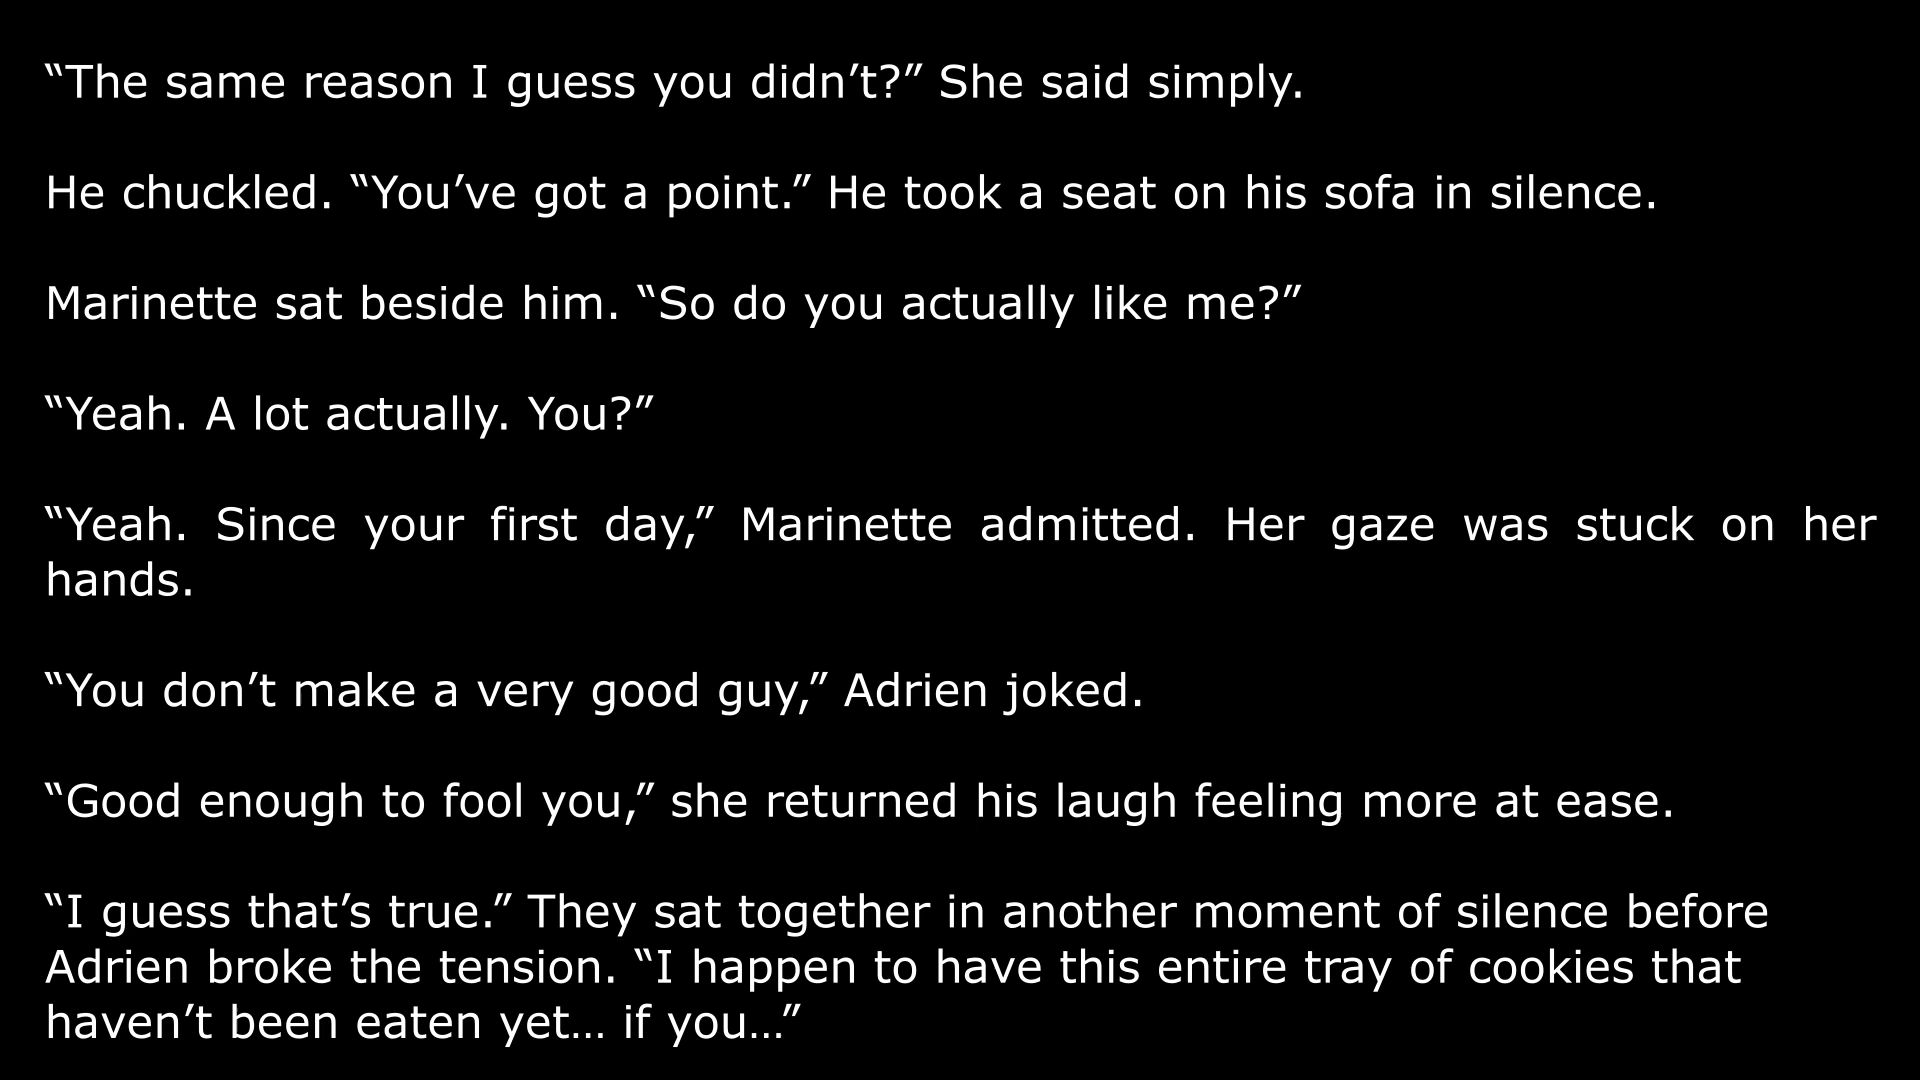 “The same reason I guess you didn’t?” She said simply.
He chuckled. “You’ve got a point.” He took a seat on his sofa in silence.
Marinette sat beside him. “So do you actually like me?”
“Yeah. A lot actually. You?”
“Yeah. Since your first day,” Marinette admitted. Her gaze was stuck on her
hands.
“You don’t make a very good guy,” Adrien joked.
“Good enough to fool you,” she returned his laugh feeling more at ease.
“I guess that’s true.” They sat together in another moment of silence before
Adrien broke the tension. “I happen to have this entire tray of cookies that
haven’t been eaten yet… if you…”